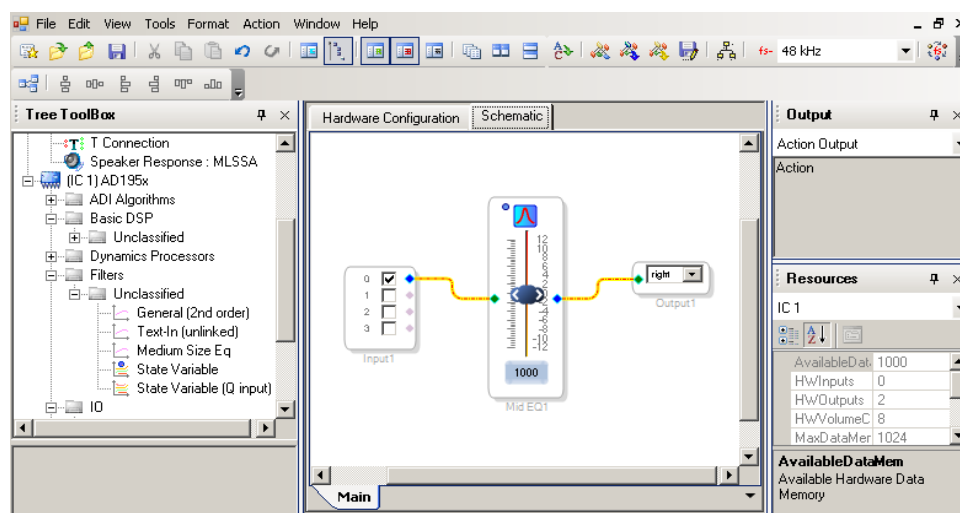 File Edit View Tools Format Action Window Help
fs- 48 kHz
Tree ToolBox
T Connection
Speaker Response : MLSSA
(IC 1) AD195x
ADI Algorithms
Basic DSP
Unclassified
Dynamics Processors
Filters
Unclassified
General (2nd order)
Text-In (unlinked)
Medium Size Eq
State Variable
State Variable (Q input)
IO
Hardware Configuration Schematic
0
1
2
3
Input1
12
10
8
6
4
2
-4
-6
-8
-10
-12
1000
Mid EQ1
right
Output1
Main
Output
Action Output
Action
Resources
IC 1
AvailableDat 1000
HWInputs 0
HWOutputs 2
HWVolumeC 8
MaxDataMer 1024
AvailableDataMem
Available Hardware Data
Memory